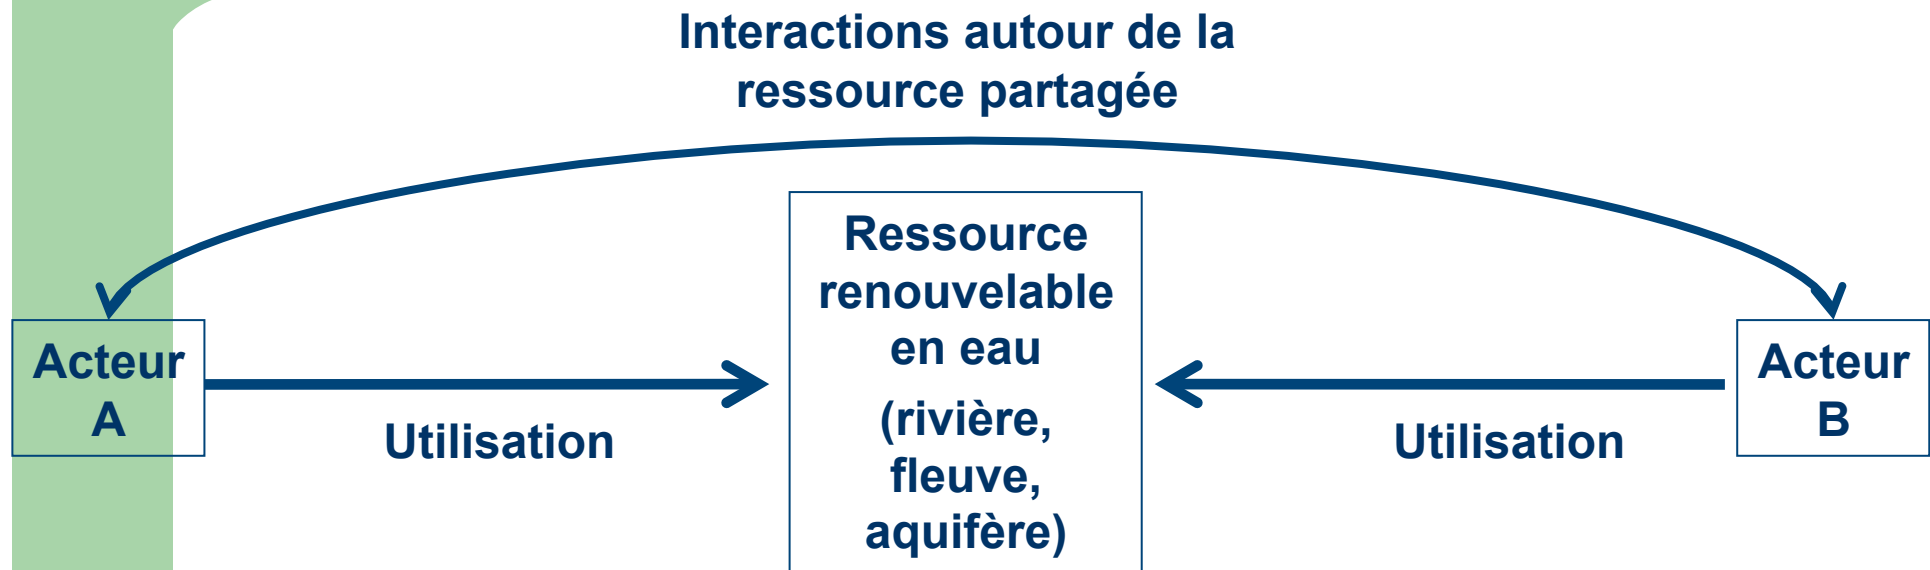 Interactions autour de la
ressource partagée
Ressource
renouvelable
en eau
(rivière,
fleuve,
aquifère)
Acteur
A
Utilisation
Utilisation
Acteur
B